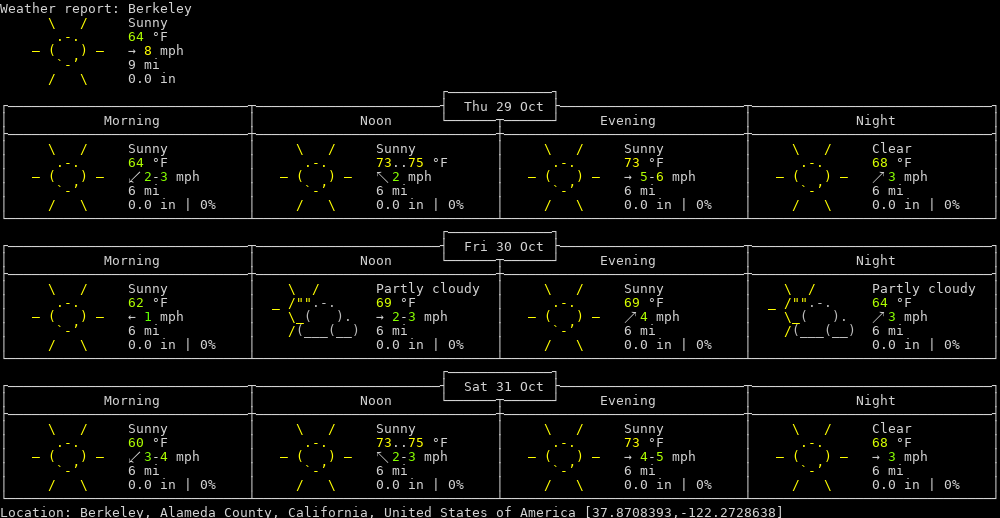 Weather report: Berkeley
Sunny
64 °F
→ 8 mph
9 mi
0.0 in
Thu 29 Oct
Morning Noon Evening Night
Sunny Sunny Sunny Clear
64 °F 73..75 °F 73 °F 68 °F
↙ 2-3 mph ↖ 2 mph → 5-6 mph ↗ 3 mph
6 mi 6 mi 6 mi 6 mi
0.0 in | 0% 0.0 in | 0% 0.0 in | 0% 0.0 in | 0%
Fri 30 Oct
Morning Noon Evening Night
Sunny Partly cloudy Sunny Partly cloudy
62 °F 69 °F 69 °F 64 °F
← 1 mph → 2-3 mph ↗ 4 mph ↗ 3 mph
6 mi 6 mi 6 mi 6 mi
0.0 in | 0% 0.0 in | 0% 0.0 in | 0% 0.0 in | 0%
Sat 31 Oct
Morning Noon Evening Night
Sunny Sunny Sunny Clear
60 °F 73..75 °F 73 °F 68 °F
↙ 3-4 mph ↖ 2-3 mph → 4-5 mph → 3 mph
6 mi 6 mi 6 mi 6 mi
0.0 in | 0% 0.0 in | 0% 0.0 in | 0% 0.0 in | 0%
Location: Berkeley, Alameda County, California, United States of America [37.8708393,-122.2728638]